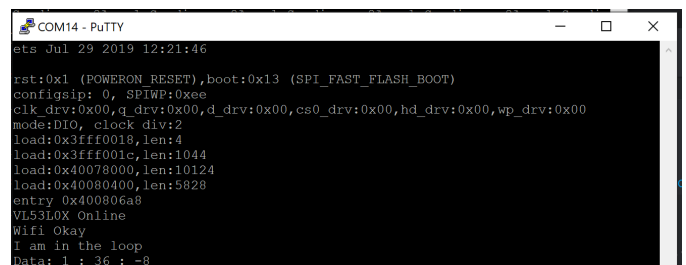 COM14 - PuTTY
ets Jul 29 2019 12:21:46
rst:0x1 (POWERON_RESET),boot:0x13 (SPI_FAST_FLASH_BOOT)
configsip: 0, SPIWP:0xee
clk_drv:0x00,q_drv:0x00,d_drv:0x00,cs0_drv:0x00,hd_drv:0x00,wp_drv:0x00
mode:DIO, clock div:2
load:0x3fff0018,len:4
load:0x3fff001c,len:1044
load:0x40078000,len:10124
load:0x40080400,len:5828
entry 0x400806a8
VL53L0X Online
Wifi Okay
I am in the loop
Data: 1 : 36 : -8